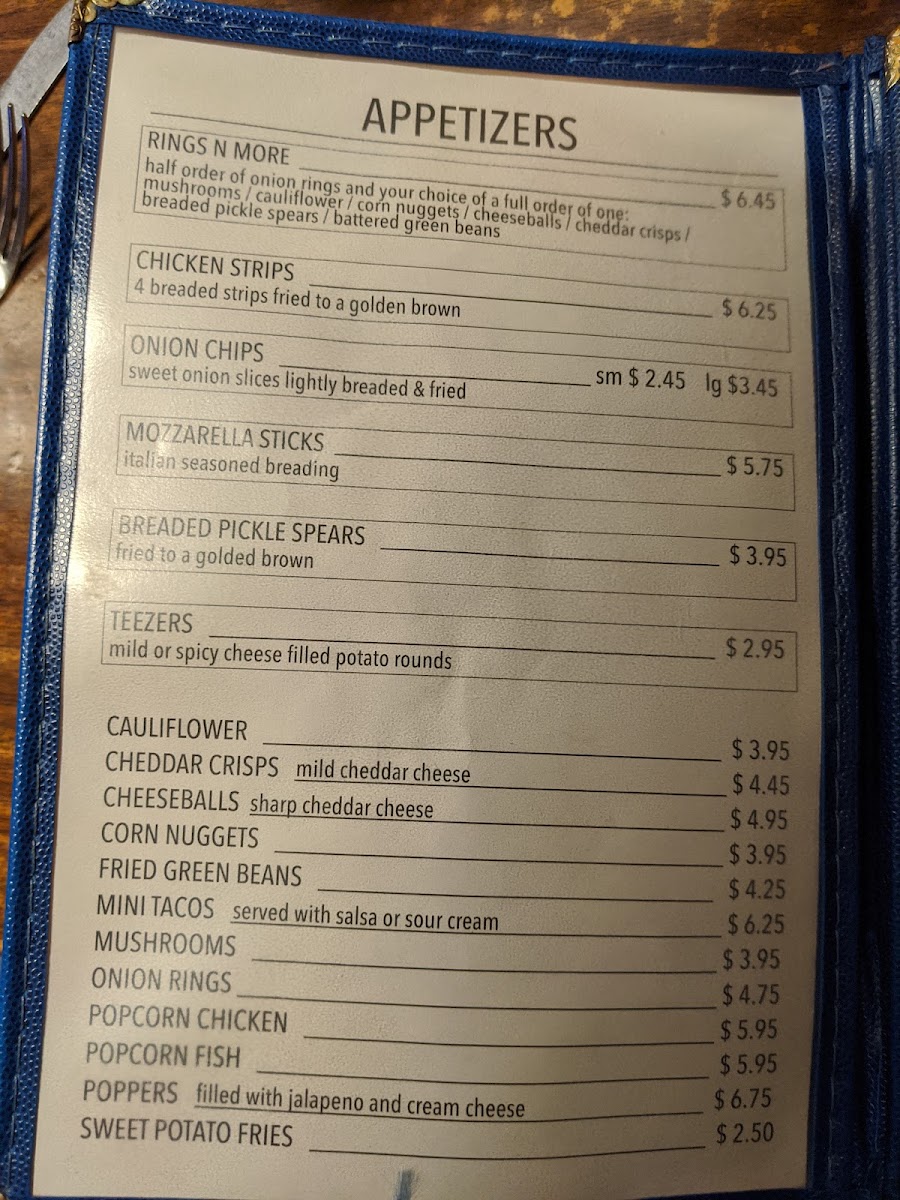 APPETIZERS
RINGS N MORE $ 6.45
half order of onion rings and your choice of a full order of one:
mushrooms / cauliflower / corn nuggets / cheeseballs / cheddar crisps /
breaded pickle spears / battered green beans
CHICKEN STRIPS $ 6.25
4 breaded strips fried to a golden brown
ONION CHIPS sm $ 2.45 lg $3.45
sweet onion slices lightly breaded & fried
MOZZARELLA STICKS $ 5.75
italian seasoned breading
BREADED PICKLE SPEARS $ 3.95
fried to a golded brown
TEEZERS $ 2.95
mild or spicy cheese filled potato rounds
CAULIFLOWER $ 3.95
CHEDDAR CRISPS mild cheddar cheese $ 4.45
CHEESEBALLS sharp cheddar cheese $ 4.95
CORN NUGGETS $ 3.95
FRIED GREEN BEANS $ 4.25
MINI TACOS served with salsa or sour cream $ 6.25
MUSHROOMS $ 3.95
ONION RINGS $ 4.75
POPCORN CHICKEN $ 5.95
POPCORN FISH $ 5.95
POPPERS filled with jalapeno and cream cheese $ 6.75
SWEET POTATO FRIES $ 2.50